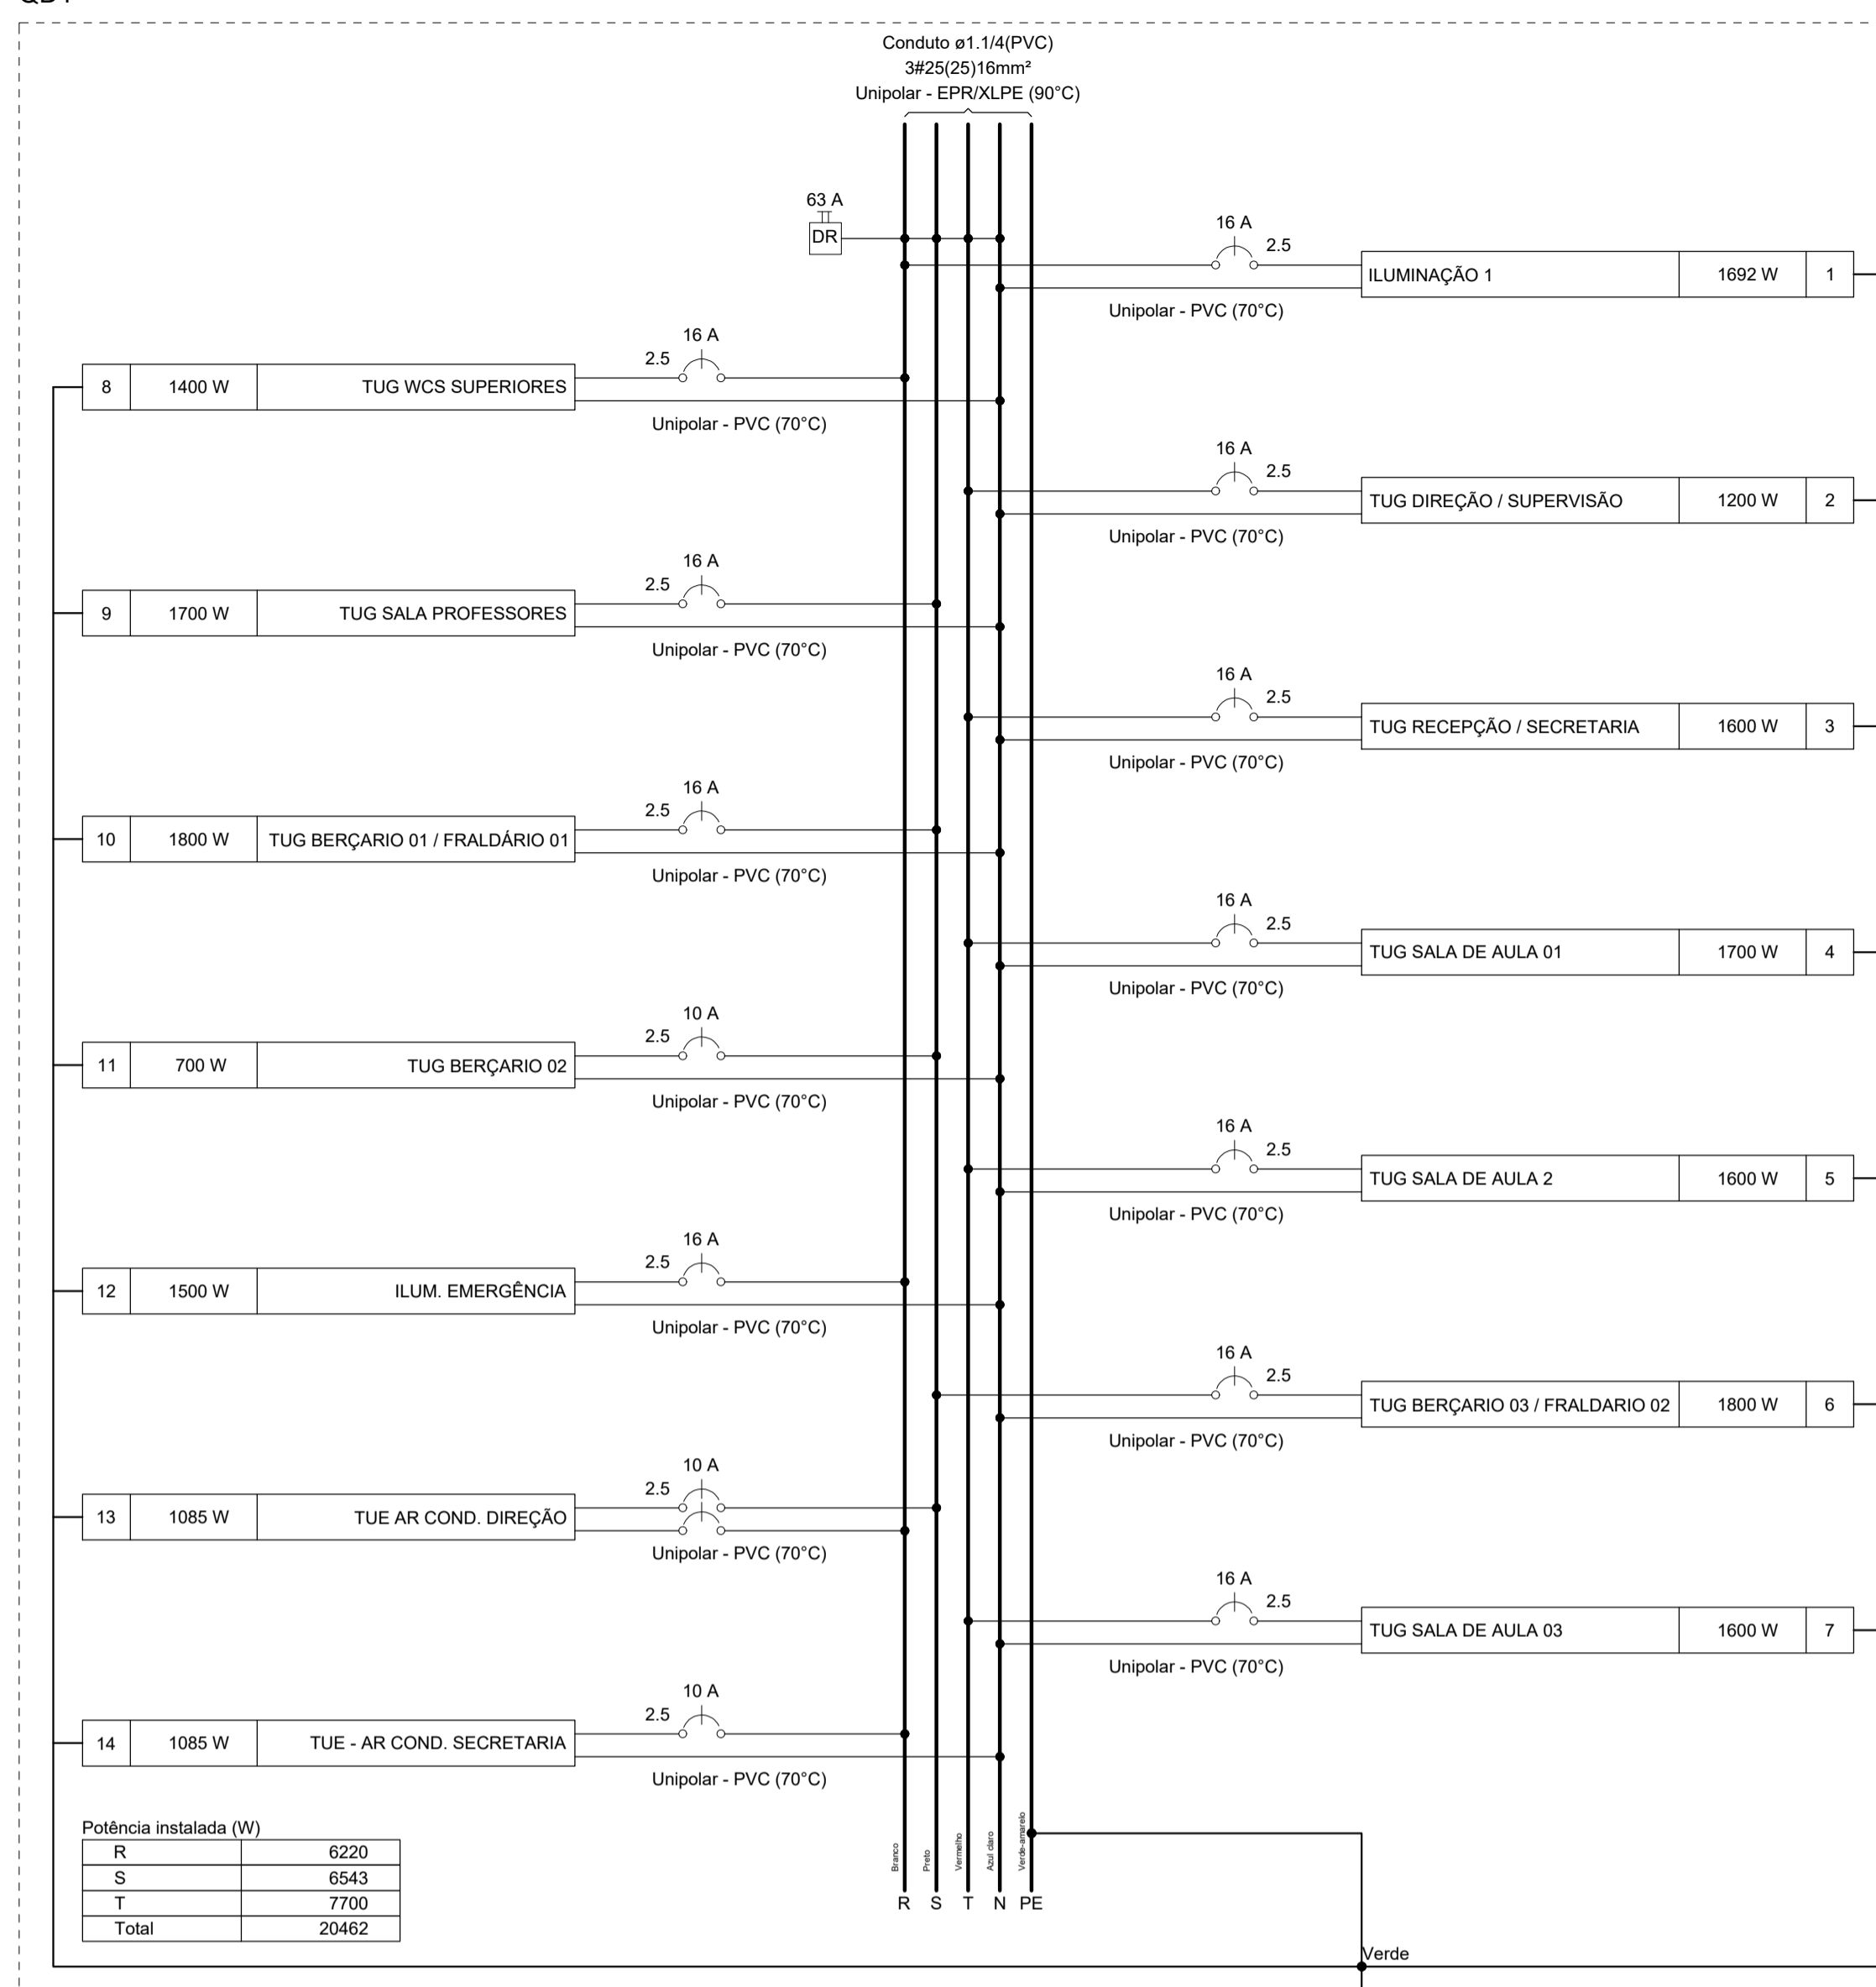 Conduto ø1.1/4(PVC)
3#25(25)16mm²
Unipolar - EPR/XLPE (90°C)
63 A
DR
16 A
2.5
ILUMINAÇÃO 1 1692 W 1
Unipolar - PVC (70°C)
16 A
2.5
8 1400 W TUG WCS SUPERIORES
Unipolar - PVC (70°C)
16 A
2.5
TUG DIREÇÃO / SUPERVISÃO 1200 W 2
Unipolar - PVC (70°C)
16 A
2.5
9 1700 W TUG SALA PROFESSORES
Unipolar - PVC (70°C)
16 A
2.5
TUG RECEPÇÃO / SECRETARIA 1600 W 3
Unipolar - PVC (70°C)
16 A
2.5
10 1800 W TUG BERÇARIO 01 / FRALDÁRIO 01
Unipolar - PVC (70°C)
16 A
2.5
TUG SALA DE AULA 01 1700 W 4
Unipolar - PVC (70°C)
10 A
2.5
11 700 W TUG BERÇARIO 02
Unipolar - PVC (70°C)
16 A
2.5
TUG SALA DE AULA 2 1600 W 5
Unipolar - PVC (70°C)
16 A
2.5
12 1500 W ILUM. EMERGÊNCIA
Unipolar - PVC (70°C)
16 A
2.5
TUG BERÇARIO 03 / FRALDARIO 02 1800 W 6
Unipolar - PVC (70°C)
10 A
2.5
13 1085 W TUE AR COND. DIREÇÃO
Unipolar - PVC (70°C)
16 A
2.5
TUG SALA DE AULA 03 1600 W 7
Unipolar - PVC (70°C)
10 A
2.5
14 1085 W TUE - AR COND. SECRETARIA
Unipolar - PVC (70°C)
Potência instalada (W)
R 6220
S 6543
T 7700
Total 20462
Branco
Preto
Vermelho
Azul claro
Verde-amarelo
R S T N PE
Verde